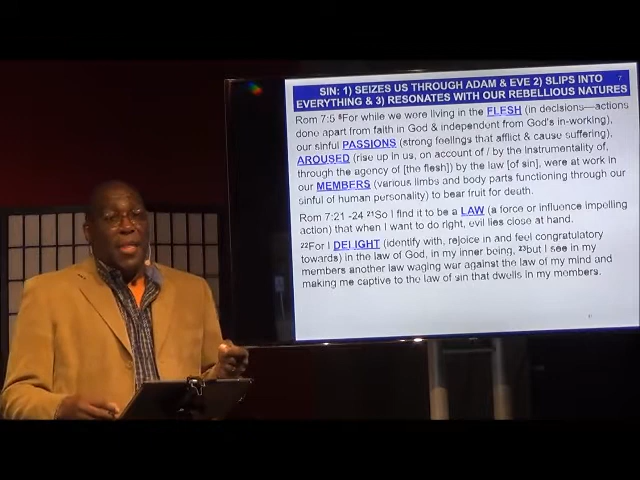 SIN: 1) SEIZES US THROUGH ADAM & EVE 2) SLIPS INTO
EVERYTHING & 3) RESONATES WITH OUR REBELLIOUS NATURES
7
Rom 7:5 ⁵For while we were living in the FLESH (in decisions—actions
done apart from faith in God & independent from God's in-working),
our sinful PASSIONS (strong feelings that afflict & cause suffering),
AROUSED (rise up in us, on account of / by the instrumentality of,
through the agency of [the flesh]) by the law [of sin], were at work in
our MEMBERS (various limbs and body parts functioning through our
sinful of human personality) to bear fruit for death.
Rom 7:21 -24 ²¹So I find it to be a LAW (a force or influence impelling
action) that when I want to do right, evil lies close at hand.
²²For I DELIGHT (identify with, rejoice in and feel congratulatory
towards) in the law of God, in my inner being, ²³but I see in my
members another law waging war against the law of my mind and
making me captive to the law of sin that dwells in my members.